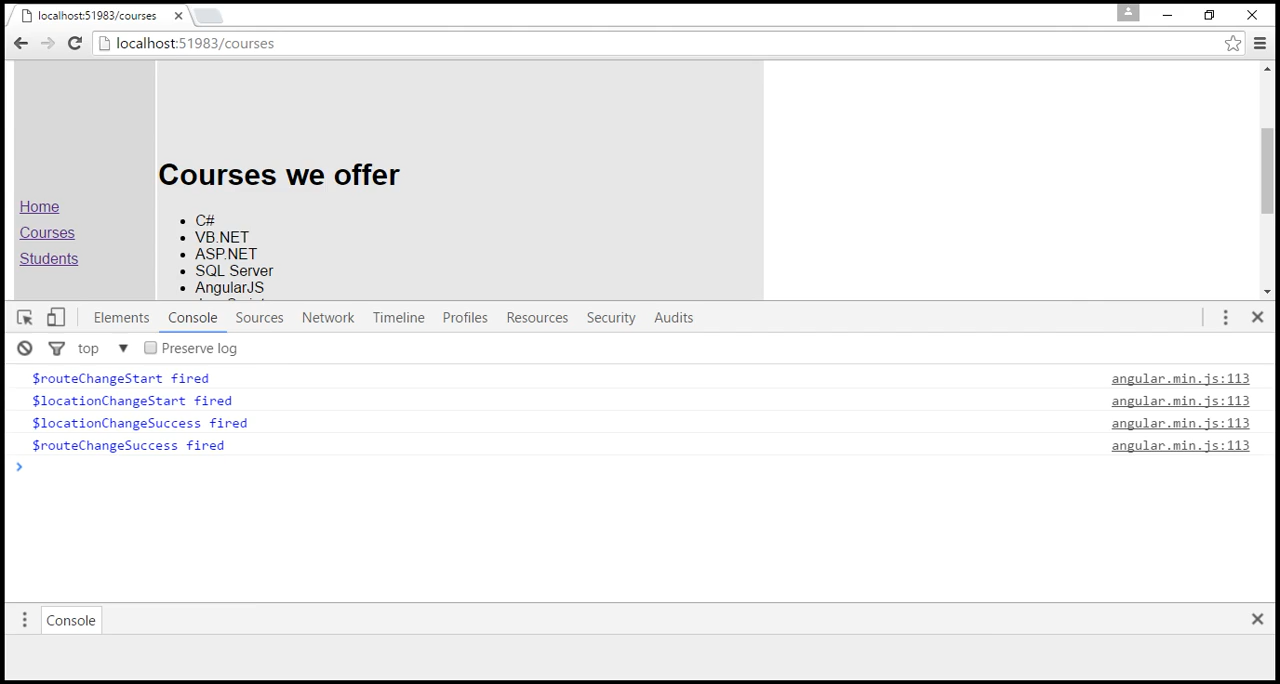 localhost:51983/courses
localhost:51983/courses
Courses we offer
Home
Courses
Students
C#
VB.NET
ASP.NET
SQL Server
AngularJS
Elements Console Sources Network Timeline Profiles Resources Security Audits
top Preserve log
$routeChangeStart fired angular.min.js:113
$locationChangeStart fired angular.min.js:113
$locationChangeSuccess fired angular.min.js:113
$routeChangeSuccess fired angular.min.js:113
Console